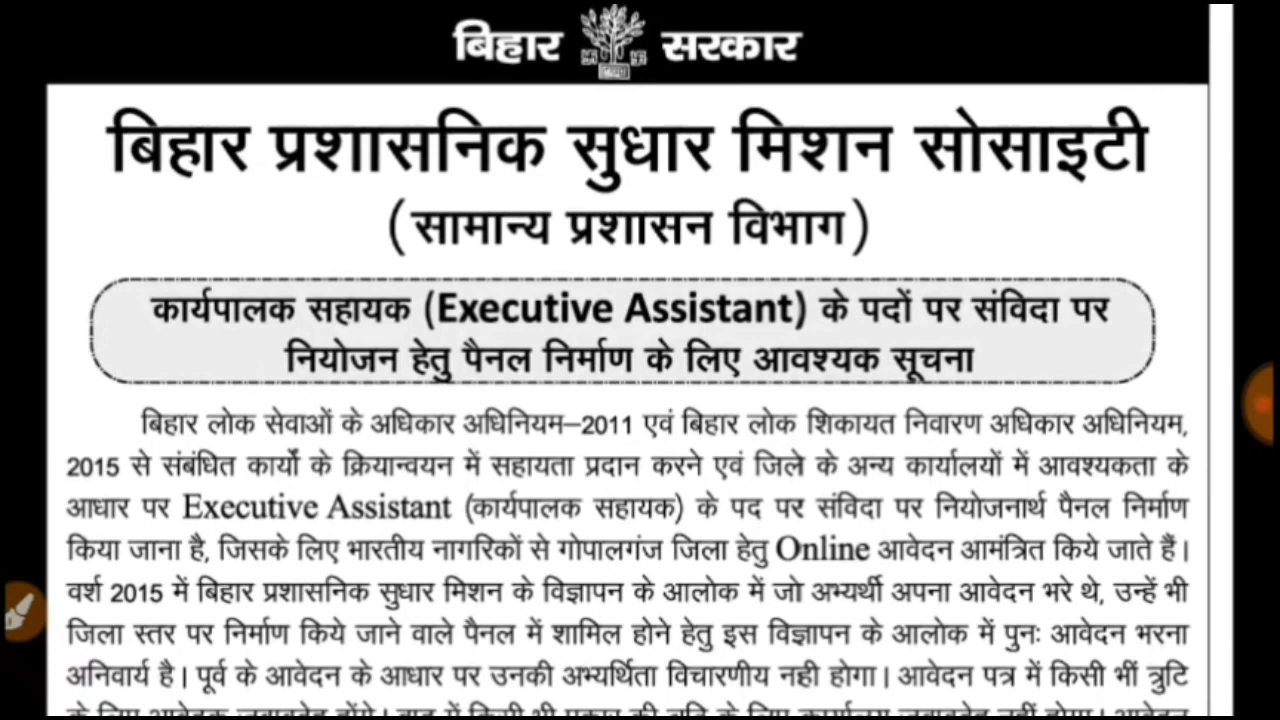 बिहार सरकार
बिहार प्रशासनिक सुधार मिशन सोसाइटी
(सामान्य प्रशासन विभाग)
कार्यपालक सहायक (Executive Assistant) के पदों पर संविदा पर
नियोजन हेतु पैनल निर्माण के लिए आवश्यक सूचना
बिहार लोक सेवाओं के अधिकार अधिनियम–2011 एवं बिहार लोक शिकायत निवारण अधिकार अधिनियम,
2015 से संबंधित कार्यों के क्रियान्वयन में सहायता प्रदान करने एवं जिले के अन्य कार्यालयों में आवश्यकता के
आधार पर Executive Assistant (कार्यपालक सहायक) के पद पर संविदा पर नियोजनार्थ पैनल निर्माण
किया जाना है, जिसके लिए भारतीय नागरिकों से गोपालगंज जिला हेतु Online आवेदन आमंत्रित किये जाते हैं।
वर्श 2015 में बिहार प्रशासनिक सुधार मिशन के विज्ञापन के आलोक में जो अभ्यर्थी अपना आवेदन भरे थे, उन्हें भी
जिला स्तर पर निर्माण किये जाने वाले पैनल में शामिल होने हेतु इस विज्ञापन के आलोक में पुनः आवेदन भरना
अनिवार्य है। पूर्व के आवेदन के आधार पर उनकी अभ्यर्थिता विचारणीय नही होगा। आवेदन पत्र में किसी भीं त्रुटि